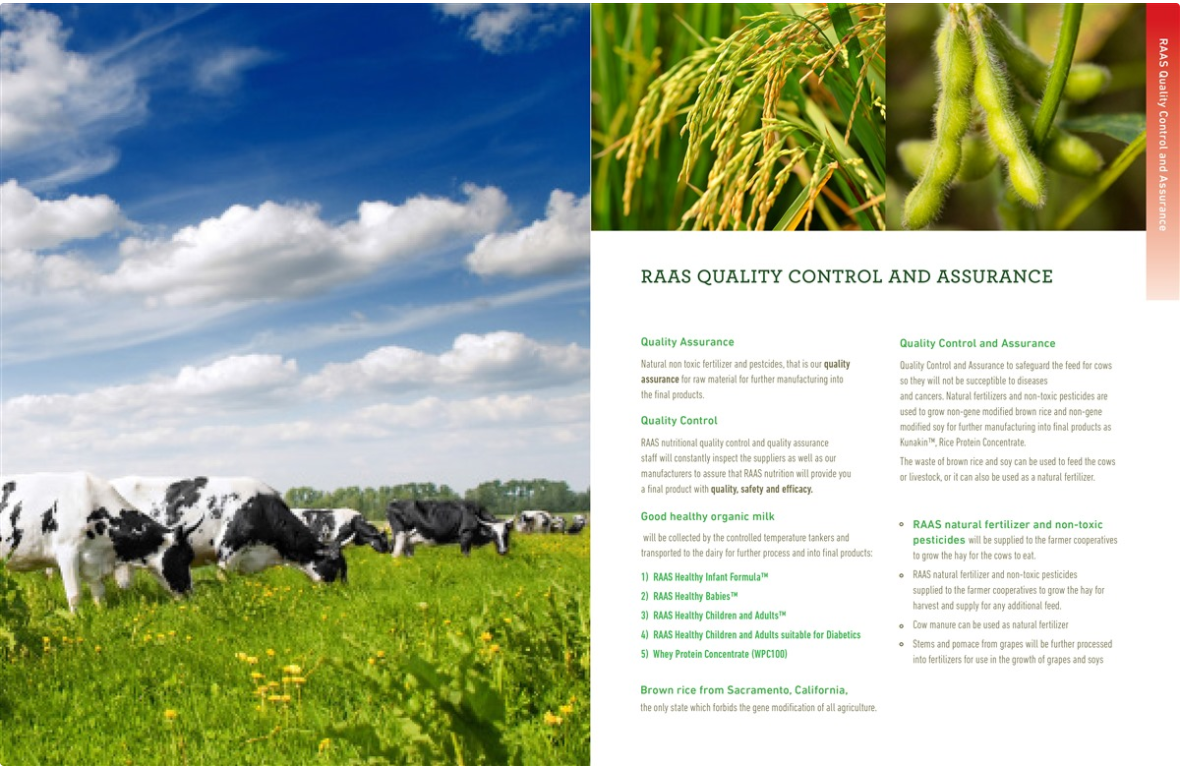 RAAS Quality Control and Assurance
RAAS QUALITY CONTROL AND ASSURANCE
Quality Assurance
Natural non toxic fertilizer and pestcides, that is our quality
assurance for raw material for further manufacturing into
the final products.
Quality Control
RAAS nutritional quality control and quality assurance
staff will constantly inspect the suppliers as well as our
manufacturers to assure that RAAS nutrition will provide you
a final product with quality, safety and efficacy.
Good healthy organic milk
will be collected by the controlled temperature tankers and
transported to the dairy for further process and into final products:
1) RAAS Healthy Infant Formula™
2) RAAS Healthy Babies™
3) RAAS Healthy Children and Adults™
4) RAAS Healthy Children and Adults suitable for Diabetics
5) Whey Protein Concentrate (WPC100)
Brown rice from Sacramento, California,
the only state which forbids the gene modification of all agriculture.
Quality Control and Assurance
Quality Control and Assurance to safeguard the feed for cows
so they will not be succeptible to diseases
and cancers. Natural fertilizers and non-toxic pesticides are
used to grow non-gene modified brown rice and non-gene
modified soy for further manufacturing into final products as
Kunakin™, Rice Protein Concentrate.
The waste of brown rice and soy can be used to feed the cows
or livestock, or it can also be used as a natural fertilizer.
RAAS natural fertilizer and non-toxic
pesticides will be supplied to the farmer cooperatives
to grow the hay for the cows to eat.
RAAS natural fertilizer and non-toxic pesticides
supplied to the farmer cooperatives to grow the hay for
harvest and supply for any additional feed.
Cow manure can be used as natural fertilizer
Stems and pomace from grapes will be further processed
into fertilizers for use in the growth of grapes and soys